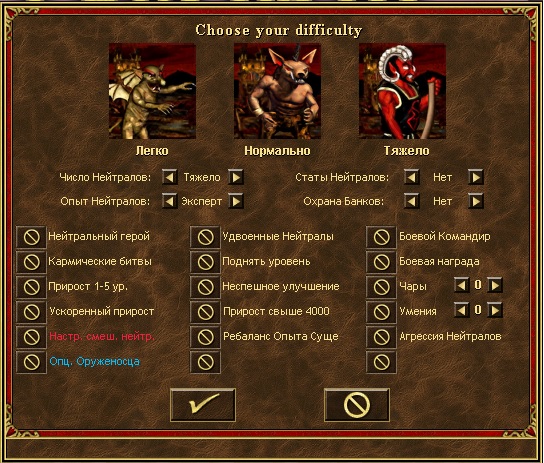 Choose your difficulty
Легко Нормально Тяжело
Число Нейтралов: Тяжело Статы Нейтралов: Нет
Опыт Нейтралов: Эксперт Охрана Банков: Нет
Нейтральный герой Удвоенные Нейтралы Боевой Командир
Кармические битвы Поднять уровень Боевая награда
Прирост 1-5 ур. Неспешное улучшение Чары 0
Ускоренный прирост Прирост свыше 4000 Умения 0
Настр. смеш. нейтр. Ребаланс Опыта Суще Агрессия Нейтралов
Опц. Оруженосца